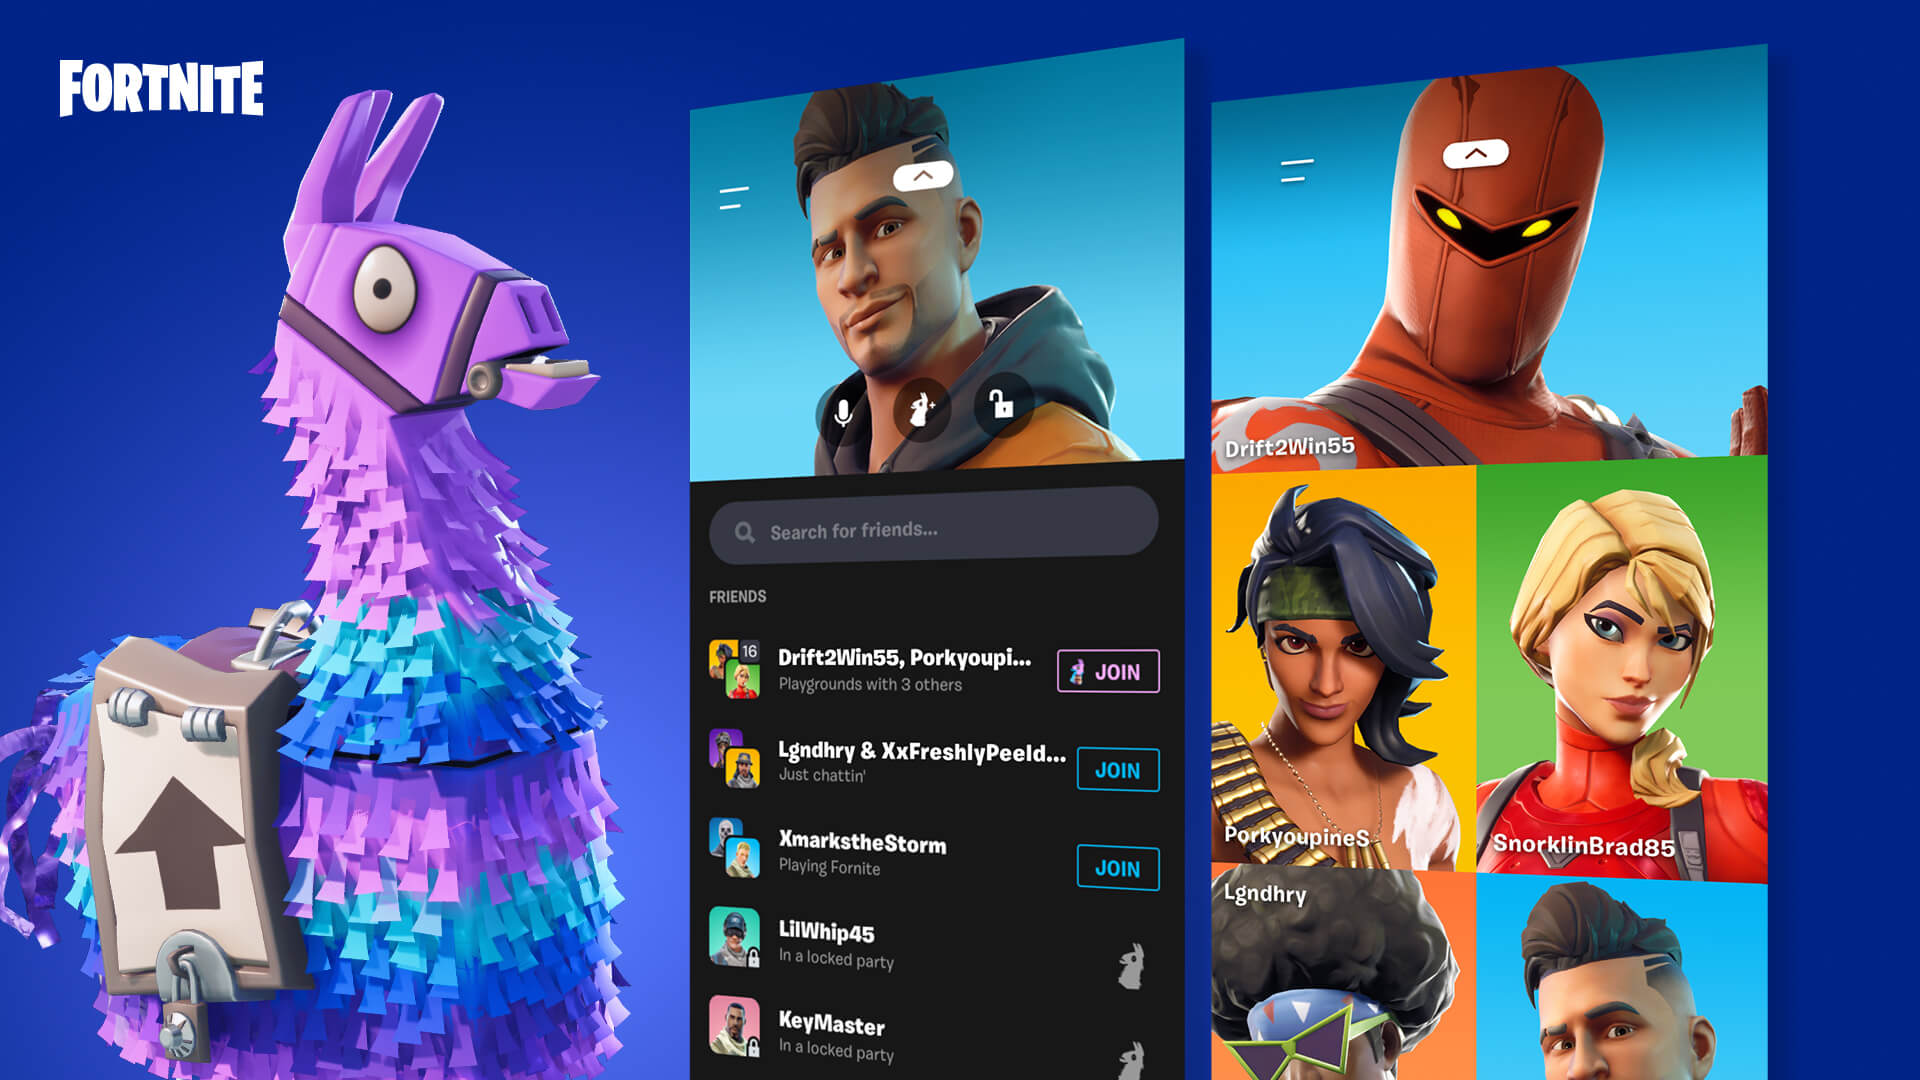 FORTNITE
Search for friends...
FRIENDS
16
Drift2Win55, Porkyoupi...
Playgrounds with 3 others
JOIN
Lgndhry & XxFreshlyPeeld...
Just chattin'
JOIN
XmarkstheStorm
Playing Fornite
JOIN
LilWhip45
In a locked party
KeyMaster
In a locked party
Drift2Win55
PorkyoupineS
SnorklinBrad85
Lgndhry